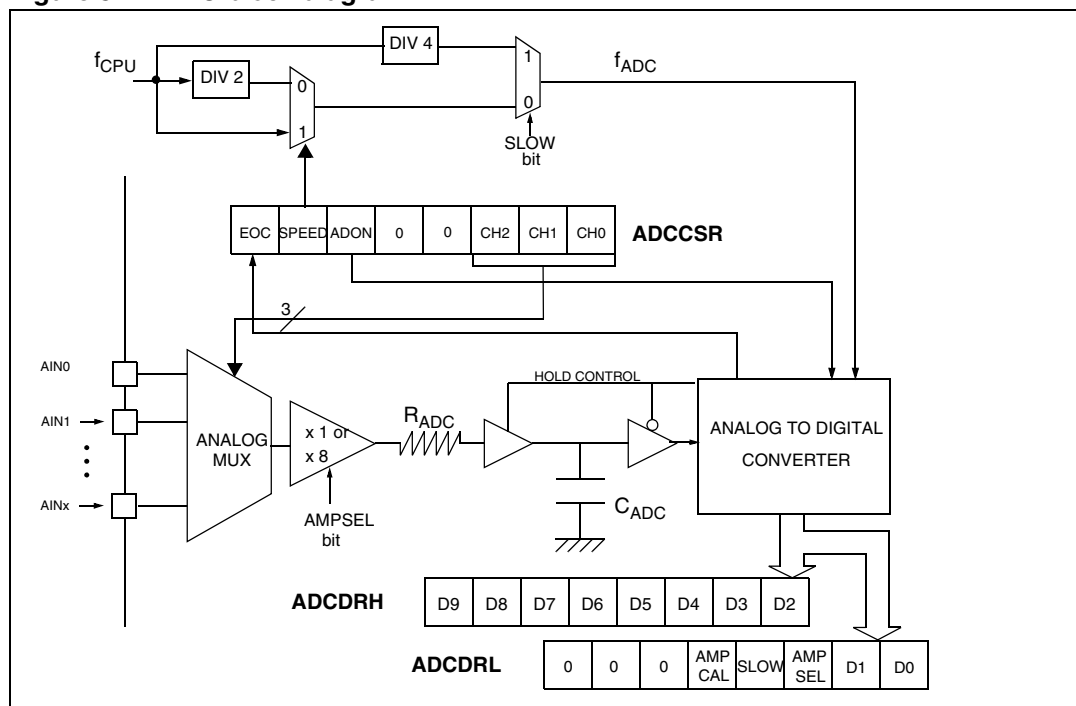 DIV 4
f_CPU
DIV 2
0
1
1
0
f_ADC
SLOW
bit
EOC SPEED ADON 0 0 CH2 CH1 CH0 ADCCSR
3
HOLD CONTROL
AIN0
AIN1
AINx
ANALOG
MUX
x 1 or
x 8
AMPSEL
bit
R_ADC
C_ADC
ANALOG TO DIGITAL
CONVERTER
ADCDRH D9 D8 D7 D6 D5 D4 D3 D2
ADCDRL 0 0 0 AMP CAL SLOW AMP SEL D1 D0